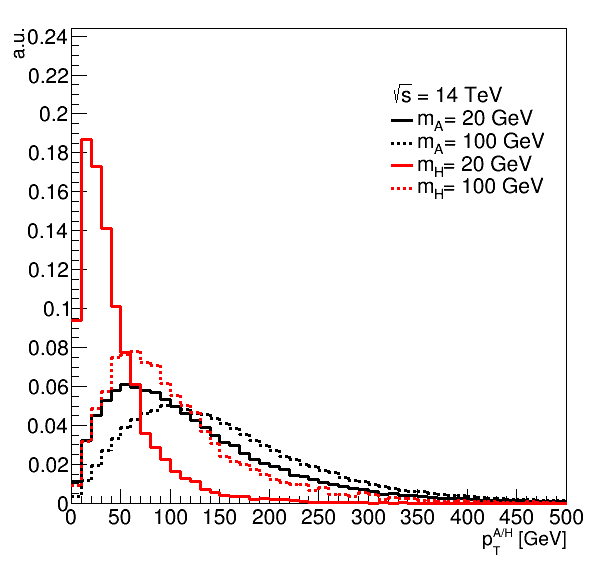 a.u.
0.24
0.22
0.2
0.18
0.16
0.14
0.12
0.1
0.08
0.06
0.04
0.02
0
√s = 14 TeV
m_A = 20 GeV
m_A = 100 GeV
m_H = 20 GeV
m_H = 100 GeV
0 50 100 150 200 250 300 350 400 450 500
p_T^{A/H} [GeV]